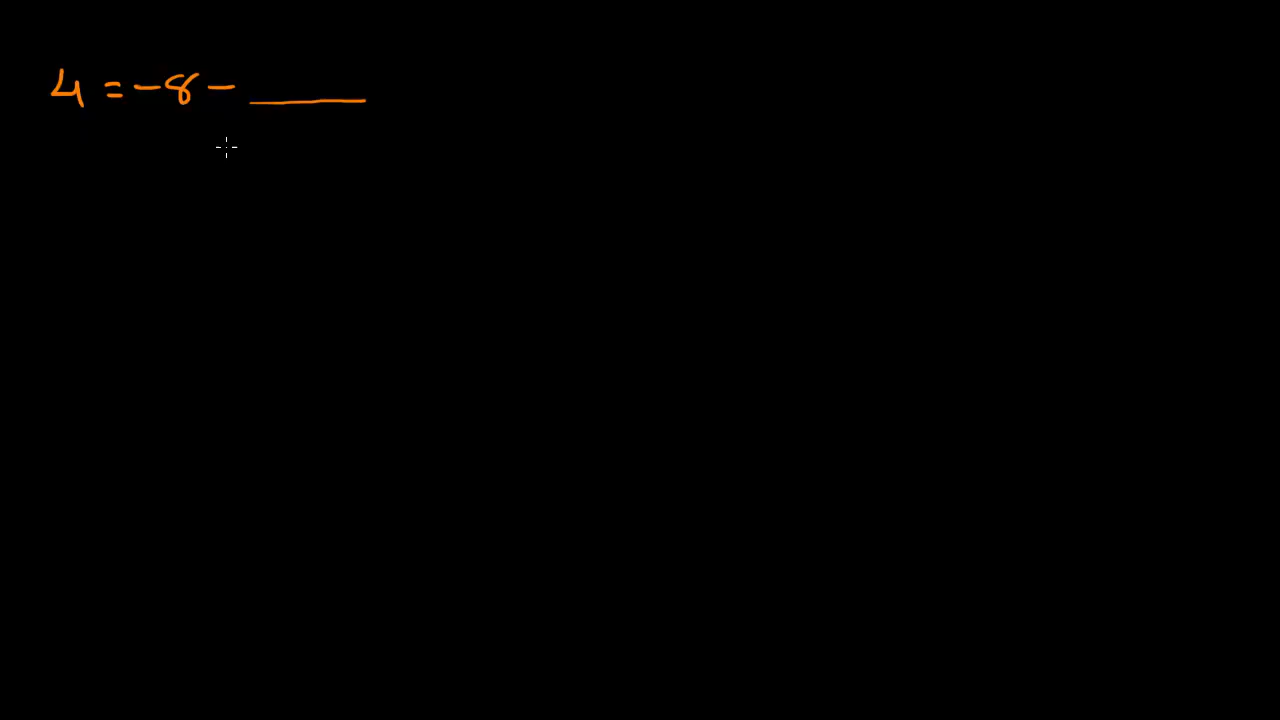 4 = -8 - ____